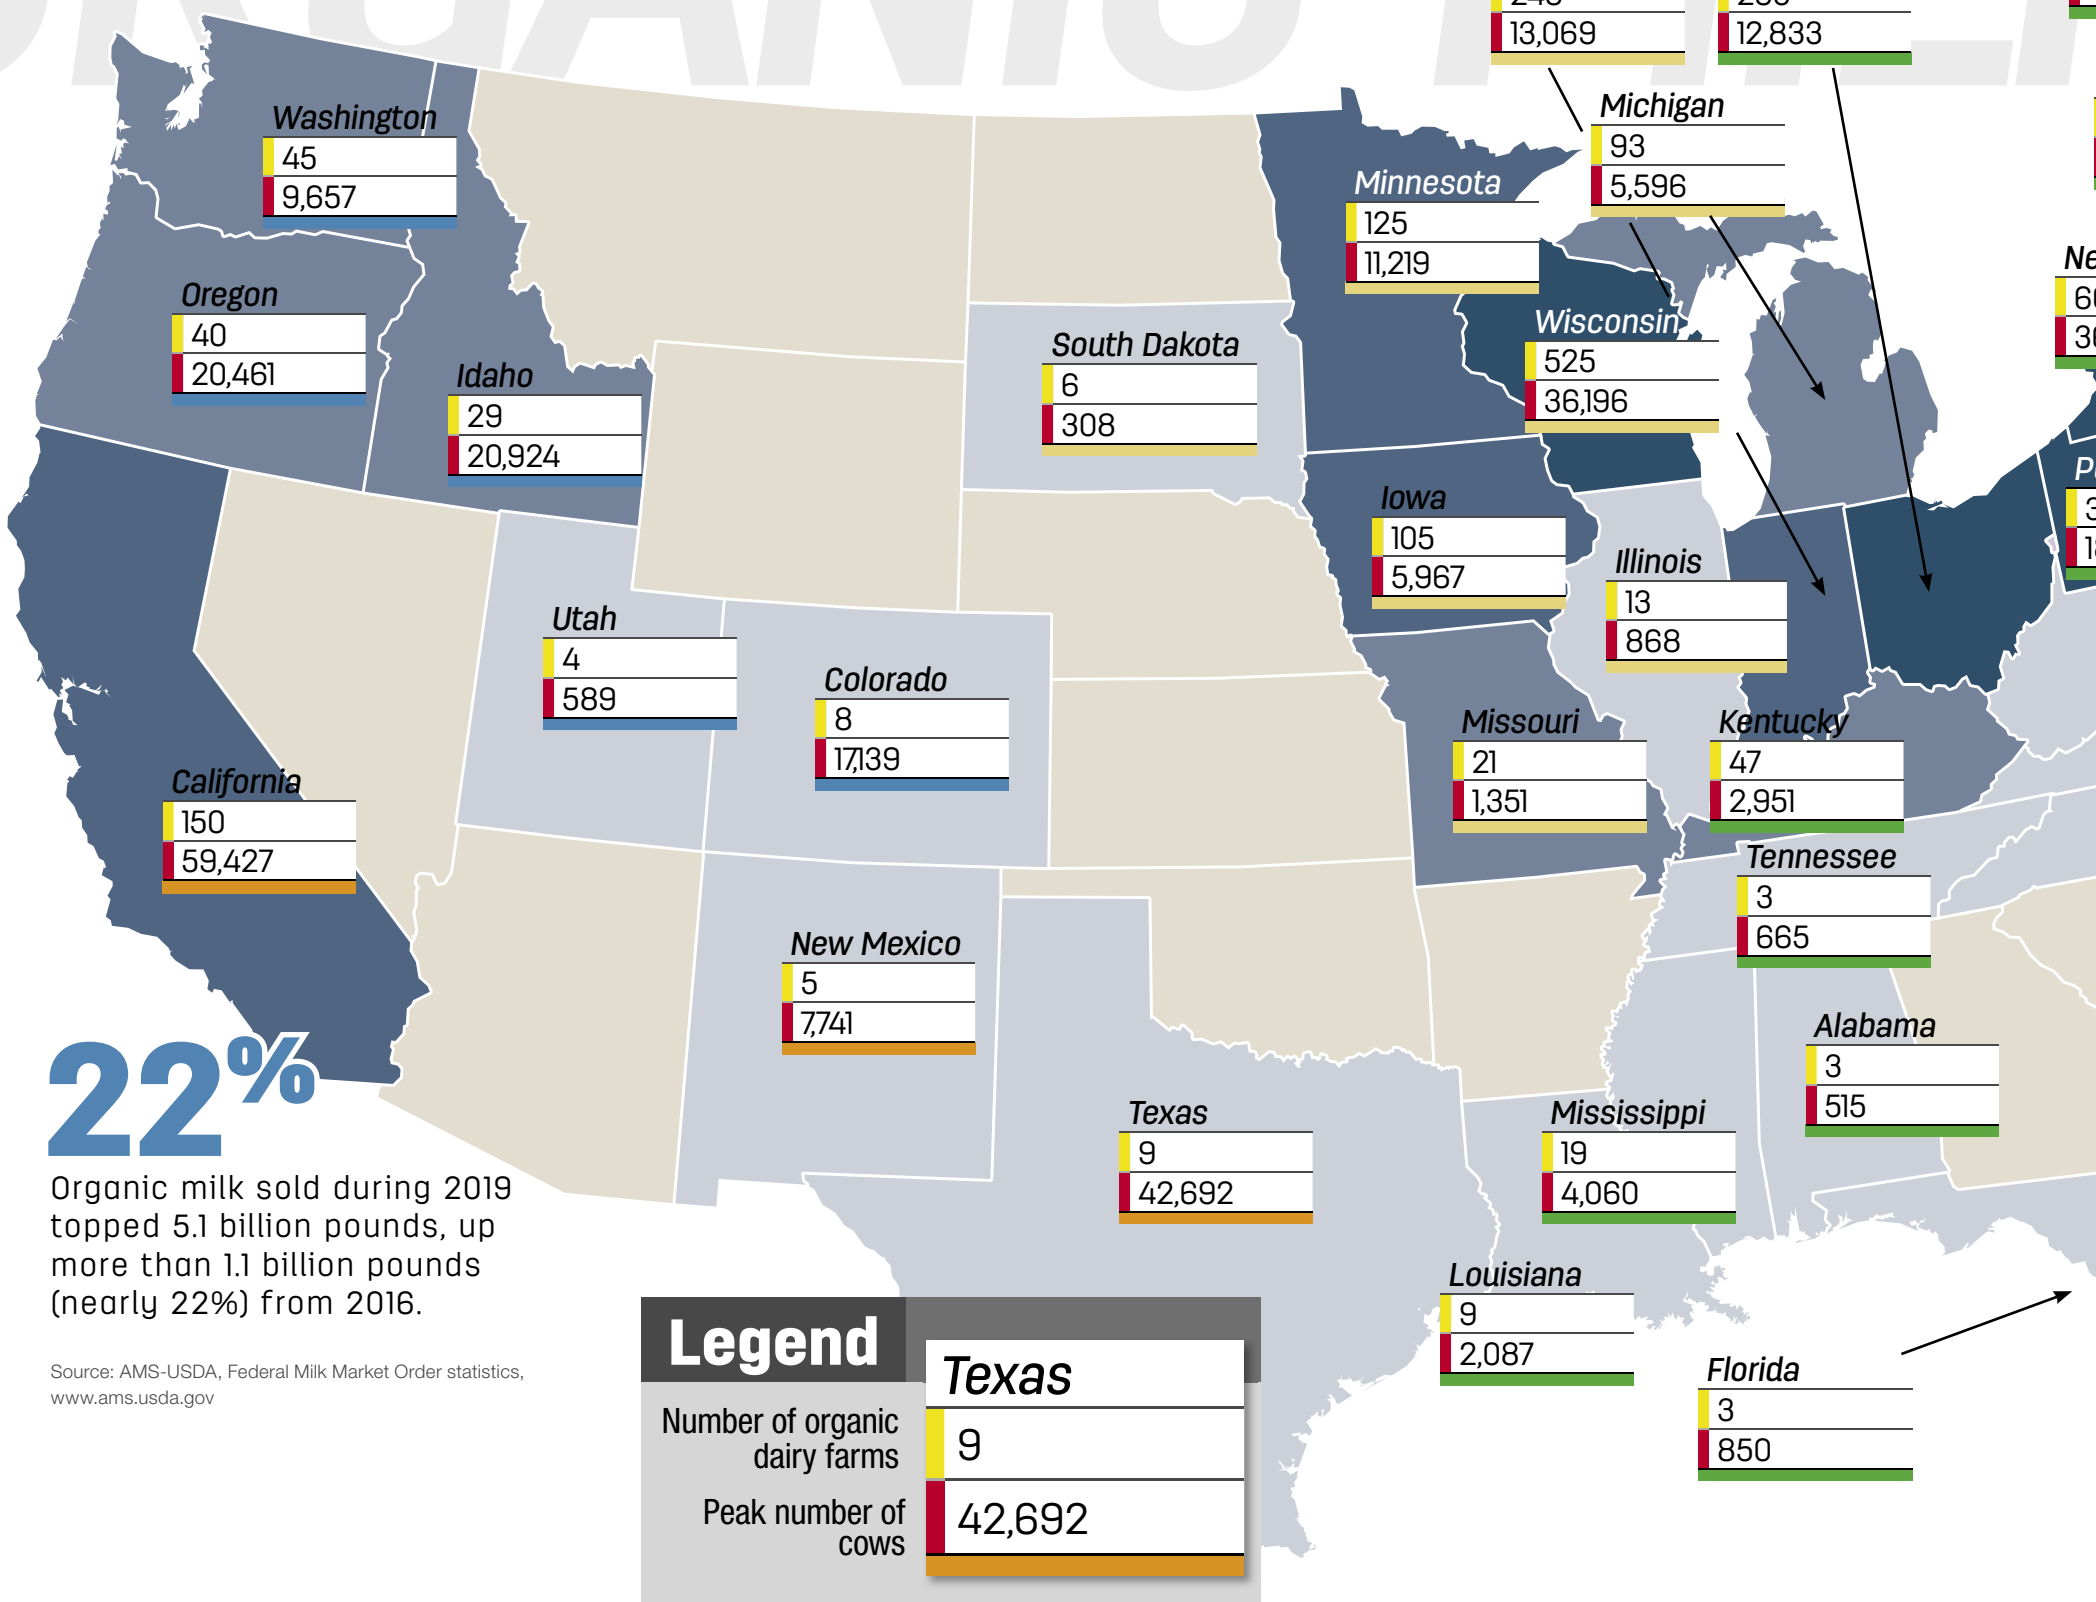 13,069
12,833
Michigan
93
5,596
Washington
45
9,657
Minnesota
125
11,219
Oregon
40
20,461
Wisconsin
525
36,196
South Dakota
6
308
Idaho
29
20,924
Iowa
105
5,967
Illinois
13
868
Utah
4
589
Colorado
8
17,139
Missouri
21
1,351
Kentucky
47
2,951
California
150
59,427
Tennessee
3
665
New Mexico
5
7,741
Alabama
3
515
Texas
9
42,692
Mississippi
19
4,060
Louisiana
9
2,087
Florida
3
850
22%
Organic milk sold during 2019
topped 5.1 billion pounds, up
more than 1.1 billion pounds
(nearly 22%) from 2016.
Source: AMS-USDA, Federal Milk Market Order statistics,
www.ams.usda.gov
Legend
Texas
Number of organic
dairy farms
9
Peak number of
cows
42,692